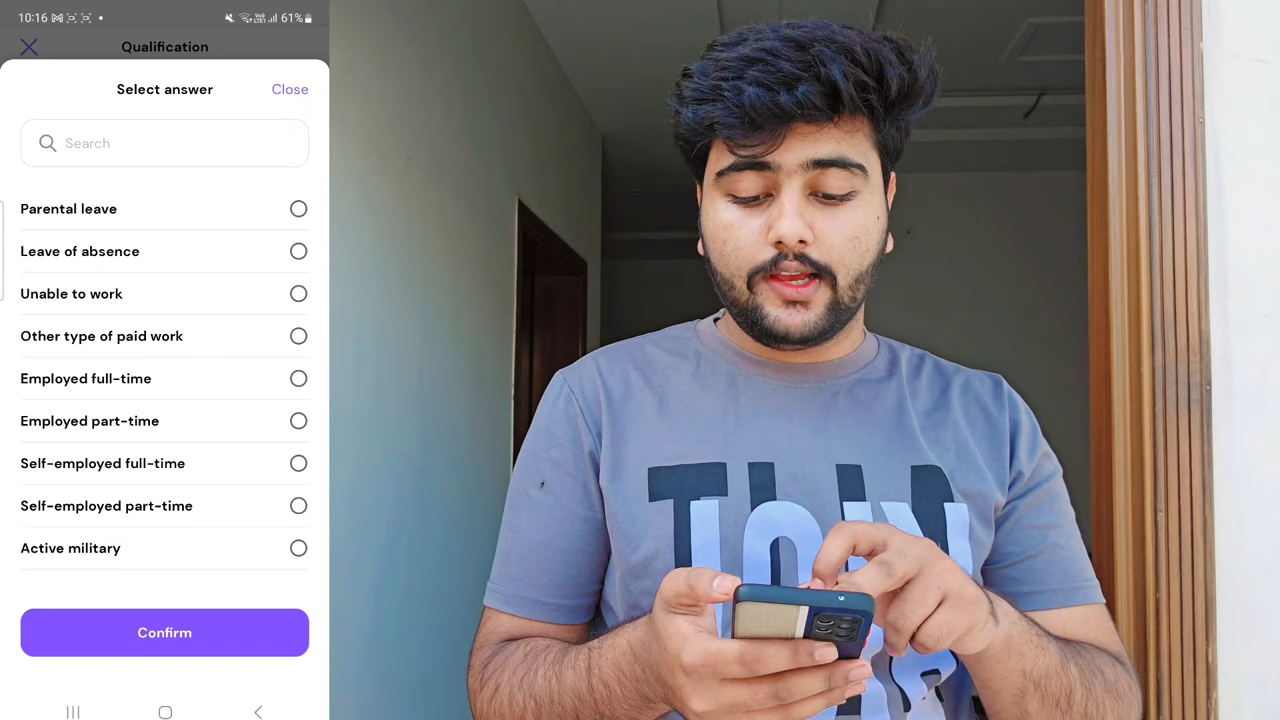 10:16
61%
Qualification
Select answer
Close
Search
Parental leave
Leave of absence
Unable to work
Other type of paid work
Employed full-time
Employed part-time
Self-employed full-time
Self-employed part-time
Active military
Confirm